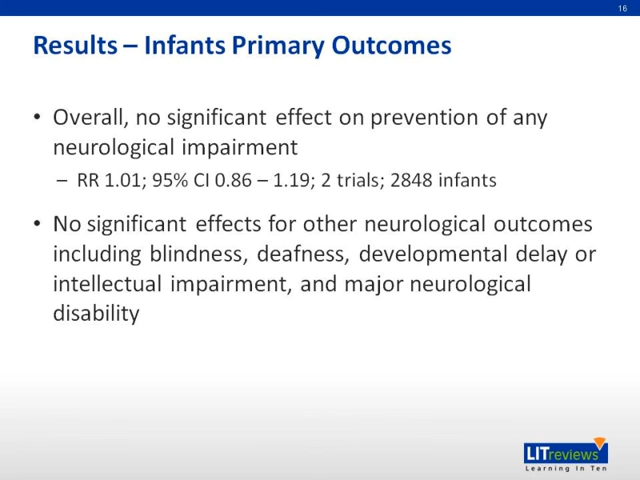 16
Results – Infants Primary Outcomes
• Overall, no significant effect on prevention of any
neurological impairment
– RR 1.01; 95% CI 0.86 – 1.19; 2 trials; 2848 infants
• No significant effects for other neurological outcomes
including blindness, deafness, developmental delay or
intellectual impairment, and major neurological
disability
LITreviews
Learning In Ten